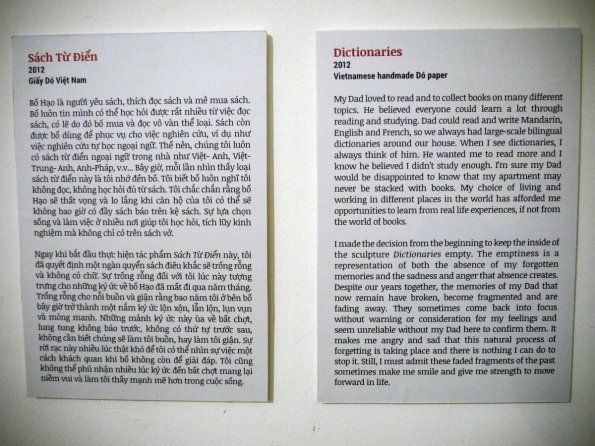 Sách Từ Điển
2012
Giấy Dó Việt Nam
Bố Hạo là người yêu sách, thích đọc sách và mê mua sách.
Bố luôn tin mình có thể học hỏi được rất nhiều từ việc đọc
sách, có lẽ do đó bố mua và đọc vô vàn thể loại. Sách còn
được bố dùng để phục vụ cho việc nghiên cứu, ví dụ như
việc nghiên cứu tự học ngoại ngữ. Thế nên, chúng tôi luôn
có sách từ điển ngoại ngữ trong nhà như Việt- Anh, Việt-
Trung- Anh, Anh-Pháp, v.v... Bây giờ, mỗi lần nhìn thấy loại
sách từ điển này là tôi nhớ đến bố. Tôi biết bố luôn nghĩ tôi
không đọc, không học hỏi đủ từ sách. Tôi chắc chắn rằng bố
Hạo sẽ thất vọng và lo lắng khi căn hộ của tôi có thể sẽ
không bao giờ có đầy sách báo trên kệ sách. Sự lựa chọn
sống và làm việc ở nhiều nơi giúp tôi học hỏi, tích lũy kinh
nghiệm mà không chỉ có trên sách vở.
Ngay khi bắt đầu thực hiện tác phẩm Sách Từ Điển này, tôi
đã quyết định một ngàn quyển sách điêu khắc sẽ trống rỗng
và không có chữ. Sự trống rỗng đối với tôi lúc này tượng
trưng cho những ký ức về bố Hạo đã mất đi qua năm tháng.
Trống rỗng cho nỗi buồn và giận rằng bao năm tôi ở bên bố
bây giờ trở thành một nắm ký ức lộn xộn, lẫn lộn, lụn vụn
và mỏng manh. Những mảnh ký ức này ùa về bất chợt,
lung tung không báo trước, không có thứ tự trước sau,
không cần biết chúng sẽ làm tôi buồn, hay làm tôi giận. Sự
rời rạc này nhiều lúc thật khó để tôi có thể nhìn sự việc một
cách khách quan khi bố không còn để giải đáp. Tôi cũng
không thể phủ nhận nhiều lúc ký ức đến bất chợt mang lại
niềm vui và làm tôi thấy mạnh mẽ hơn trong cuộc sống.
Dictionaries
2012
Vietnamese handmade Dó paper
My Dad loved to read and to collect books on many different
topics. He believed everyone could learn a lot through
reading and studying. Dad could read and write Mandarin,
English and French, so we always had large-scale bilingual
dictionaries around our house. When I see dictionaries, I
always think of him. He wanted me to read more and I
know he believed I didn't study enough. I'm sure my Dad
would be disappointed to know that my apartment may
never be stacked with books. My choice of living and
working in different places in the world has afforded me
opportunities to learn from real life experiences, if not from
the world of books.
I made the decision from the beginning to keep the inside of
the sculpture Dictionaries empty. The emptiness is a
representation of both the absence of my forgotten
memories and the sadness and anger that absence creates.
Despite our years together, the memories of my Dad that
now remain have broken, become fragmented and are
fading away. They sometimes come back into focus
without warning or consideration for my feelings and
seem unreliable without my Dad here to confirm them. It
makes me angry and sad that this natural process of
forgetting is taking place and there is nothing I can do to
stop it. Still, I must admit these faded fragments of the past
sometimes make me smile and give me strength to move
forward in life.